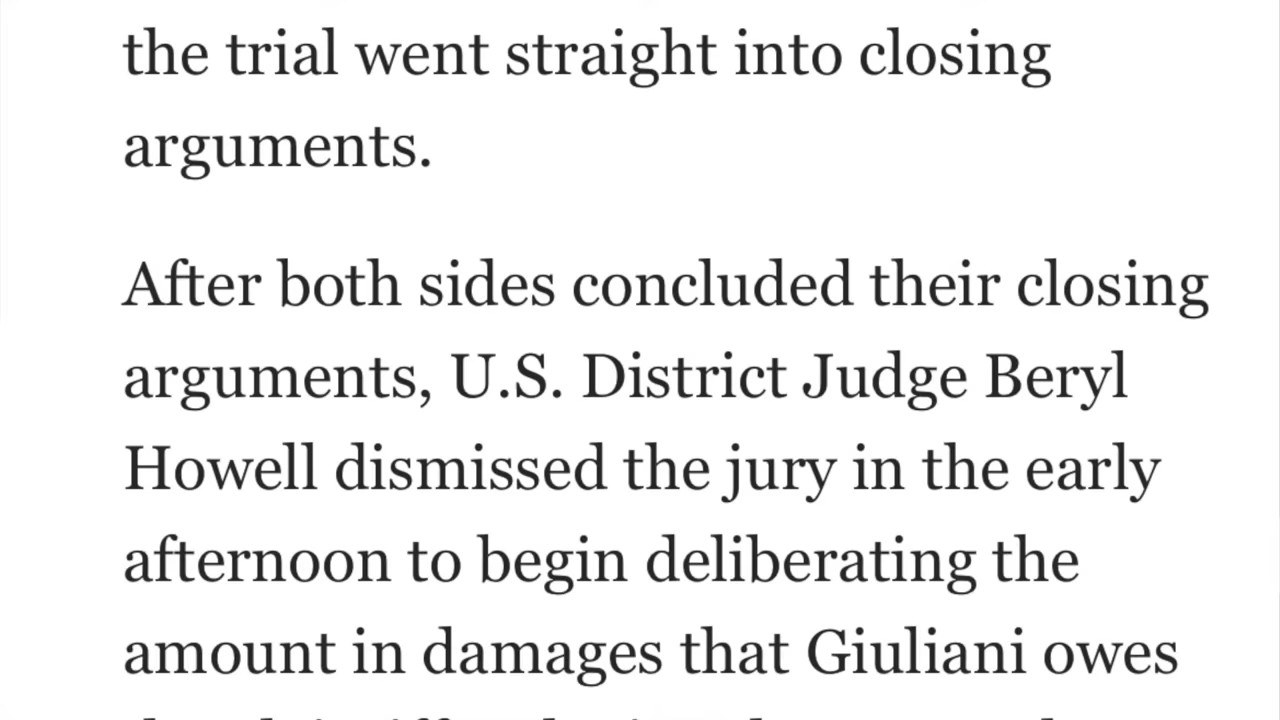 the trial went straight into closing
arguments.
After both sides concluded their closing
arguments, U.S. District Judge Beryl
Howell dismissed the jury in the early
afternoon to begin deliberating the
amount in damages that Giuliani owes